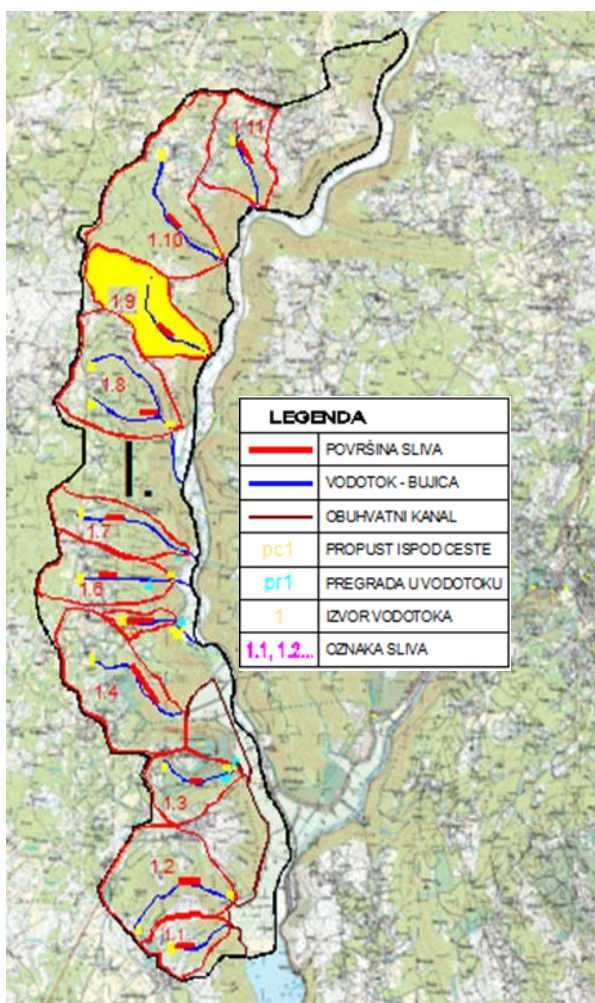 1.11
1.10
1.9
1.8
I.
1.7
1.6
1.4
1.3
1.2
1.1
LEGENDA
POVRŠINA SLIVA
VODOTOK - BUJICA
OBUHVATNI KANAL
pc1 PROPUST ISPOD CESTE
pr1 PREGRADA U VODOTOKU
1 IZVOR VODOTOKA
1.1, 1.2... OZNAKA SLIVA